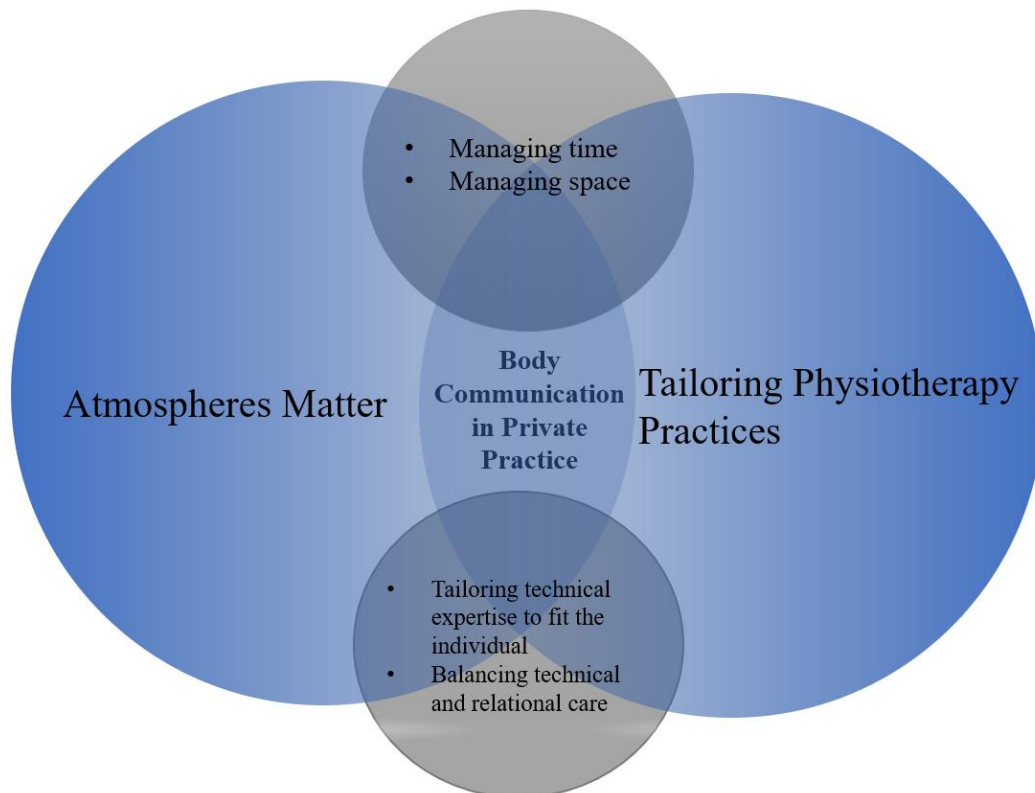 • Managing time
• Managing space
Atmospheres Matter
Body
Communication
in Private
Practice
Tailoring Physiotherapy
Practices
• Tailoring technical
expertise to fit the
individual
• Balancing technical
and relational care